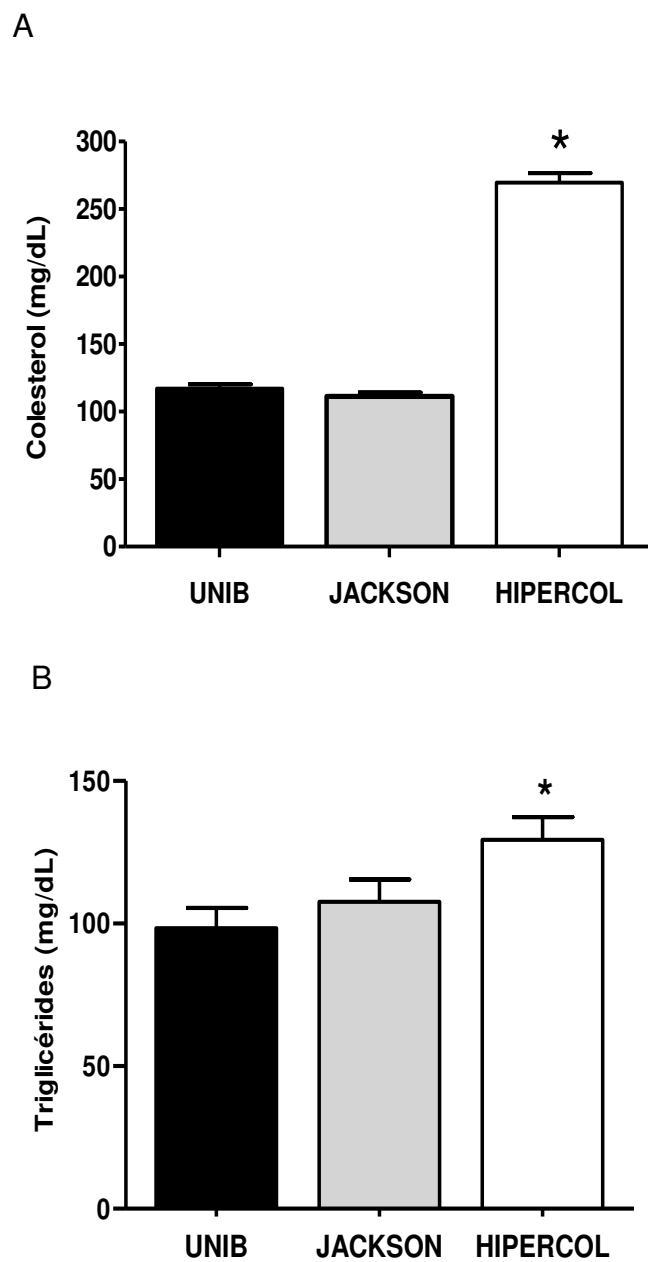 A
Colesterol (mg/dL)
300
250
200
150
100
50
0
*
UNIB JACKSON HIPERCOL
B
Triglicérides (mg/dL)
150
100
50
0
*
UNIB JACKSON HIPERCOL